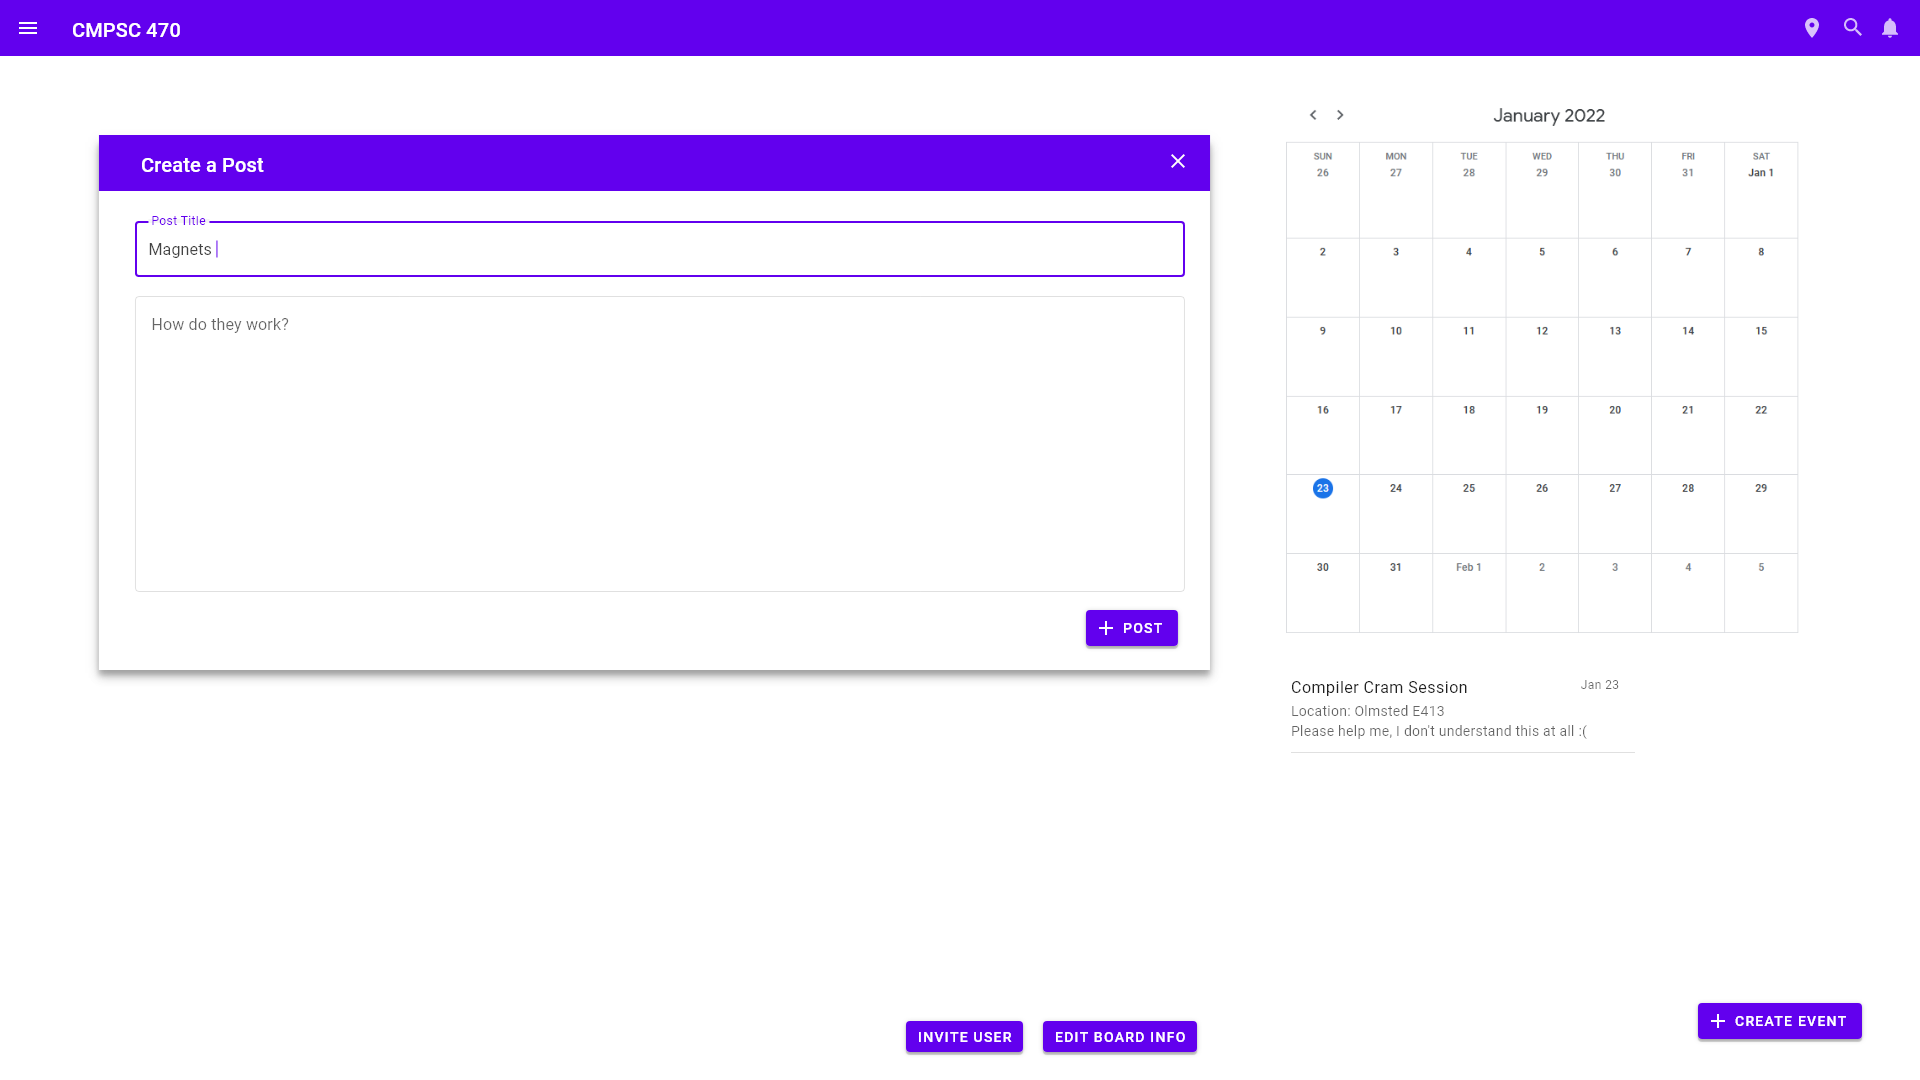 CMPSC 470
Create a Post
Post Title
Magnets
How do they work?
POST
INVITE USER
EDIT BOARD INFO
January 2022
SUN MON TUE WED THU FRI SAT
26 27 28 29 30 31 Jan 1
2 3 4 5 6 7 8
9 10 11 12 13 14 15
16 17 18 19 20 21 22
23 24 25 26 27 28 29
30 31 Feb 1 2 3 4 5
Compiler Cram Session Jan 23
Location: Olmsted E413
Please help me, I don't understand this at all :(
CREATE EVENT